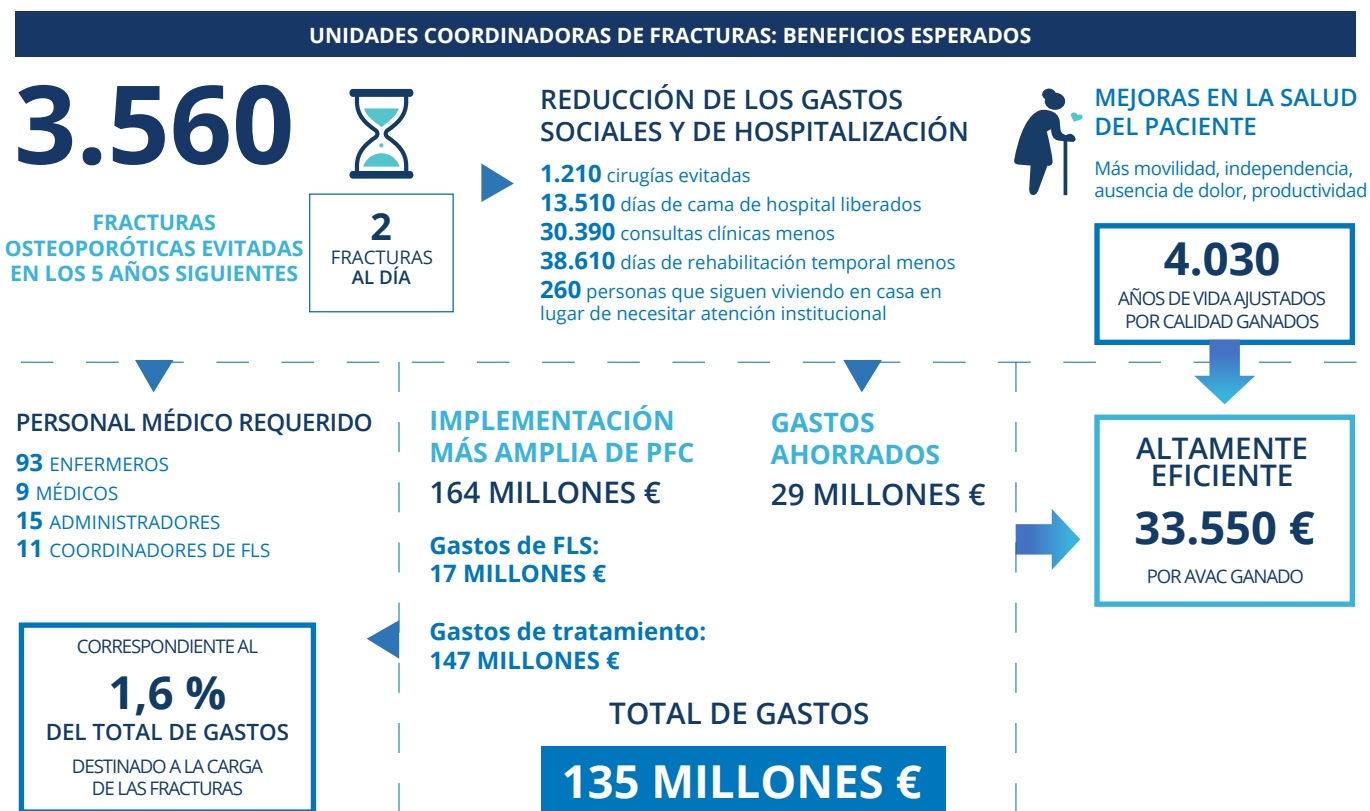 UNIDADES COORDINADORAS DE FRACTURAS: BENEFICIOS ESPERADOS
3.560
FRACTURAS
OSTEOPORÓTICAS EVITADAS
EN LOS 5 AÑOS SIGUIENTES
2
FRACTURAS
AL DÍA
REDUCCIÓN DE LOS GASTOS
SOCIALES Y DE HOSPITALIZACIÓN
1.210 cirugías evitadas
13.510 días de cama de hospital liberados
30.390 consultas clínicas menos
38.610 días de rehabilitación temporal menos
260 personas que siguen viviendo en casa en
lugar de necesitar atención institucional
MEJORAS EN LA SALUD
DEL PACIENTE
Más movilidad, independencia,
ausencia de dolor, productividad
4.030
AÑOS DE VIDA AJUSTADOS
POR CALIDAD GANADOS
PERSONAL MÉDICO REQUERIDO
93 ENFERMEROS
9 MÉDICOS
15 ADMINISTRADORES
11 COORDINADORES DE FLS
CORRESPONDIENTE AL
1,6 %
DEL TOTAL DE GASTOS
DESTINADO A LA CARGA
DE LAS FRACTURAS
IMPLEMENTACIÓN
MÁS AMPLIA DE PFC
164 MILLONES €
Gastos de FLS:
17 MILLONES €
Gastos de tratamiento:
147 MILLONES €
GASTOS
AHORRADOS
29 MILLONES €
TOTAL DE GASTOS
135 MILLONES €
ALTAMENTE
EFICIENTE
33.550 €
POR AVAC GANADO